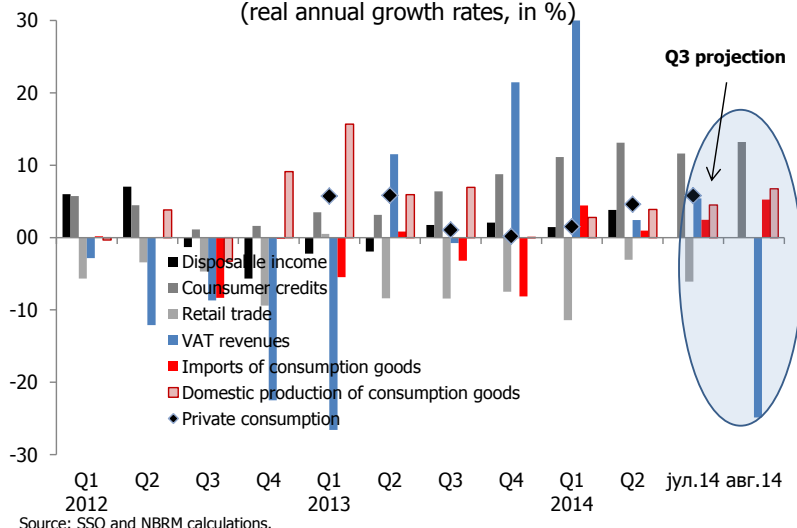 (real annual growth rates, in %)
30
20
10
00
-10
-20
-30
Q3 projection
Disposable income
Counsumer credits
Retail trade
VAT revenues
Imports of consumption goods
Domestic production of consumption goods
Private consumption
Q1 Q2 Q3 Q4 Q1 Q2 Q3 Q4 Q1 Q2 јул.14 авг.14
2012 2013 2014
Source: SSO and NBRM calculations.